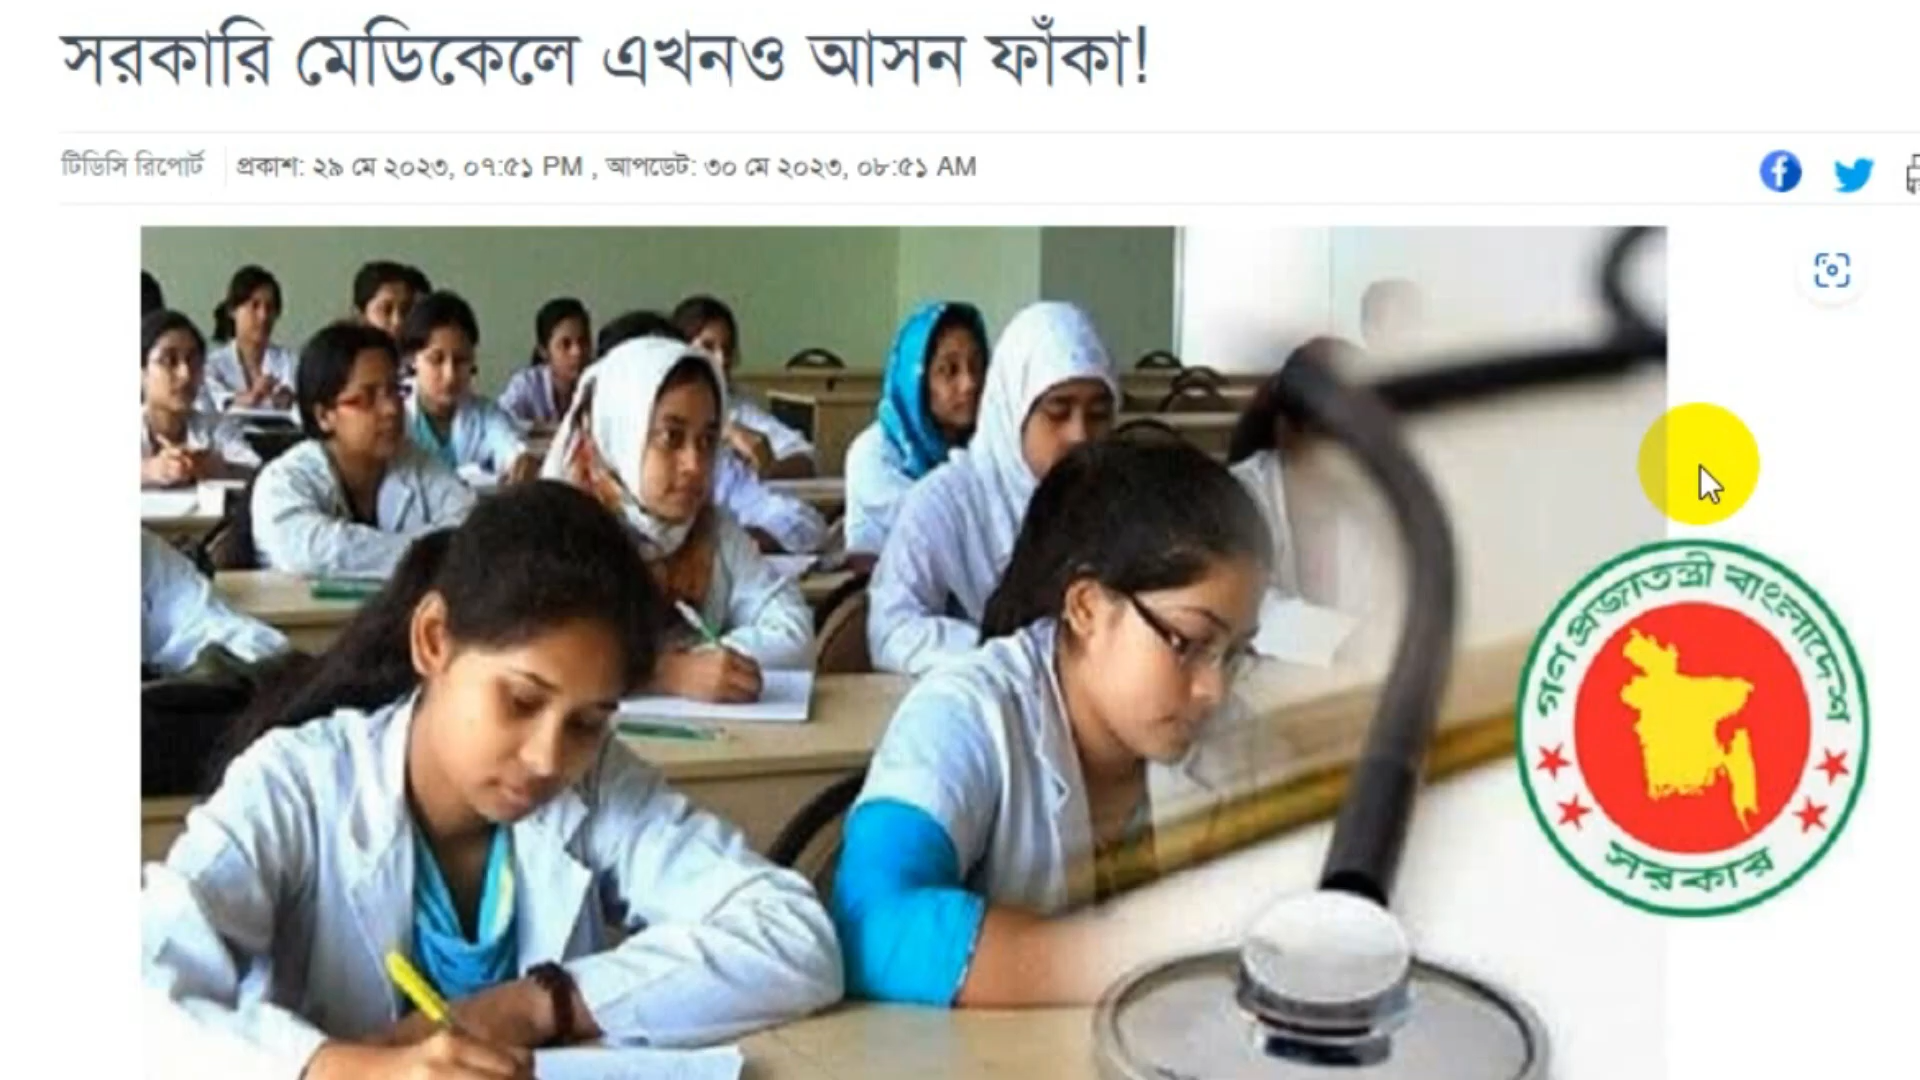 সরকারি মেডিকেলে এখনও আসন ফাঁকা!
টিডিসি রিপোর্ট
প্রকাশ: ২৯ মে ২০২৩, ০৭:৫১ PM , আপডেট: ৩০ মে ২০২৩, ০৮:৫১ AM
গণপ্রজাতন্ত্রী বাংলাদেশ
সরকার